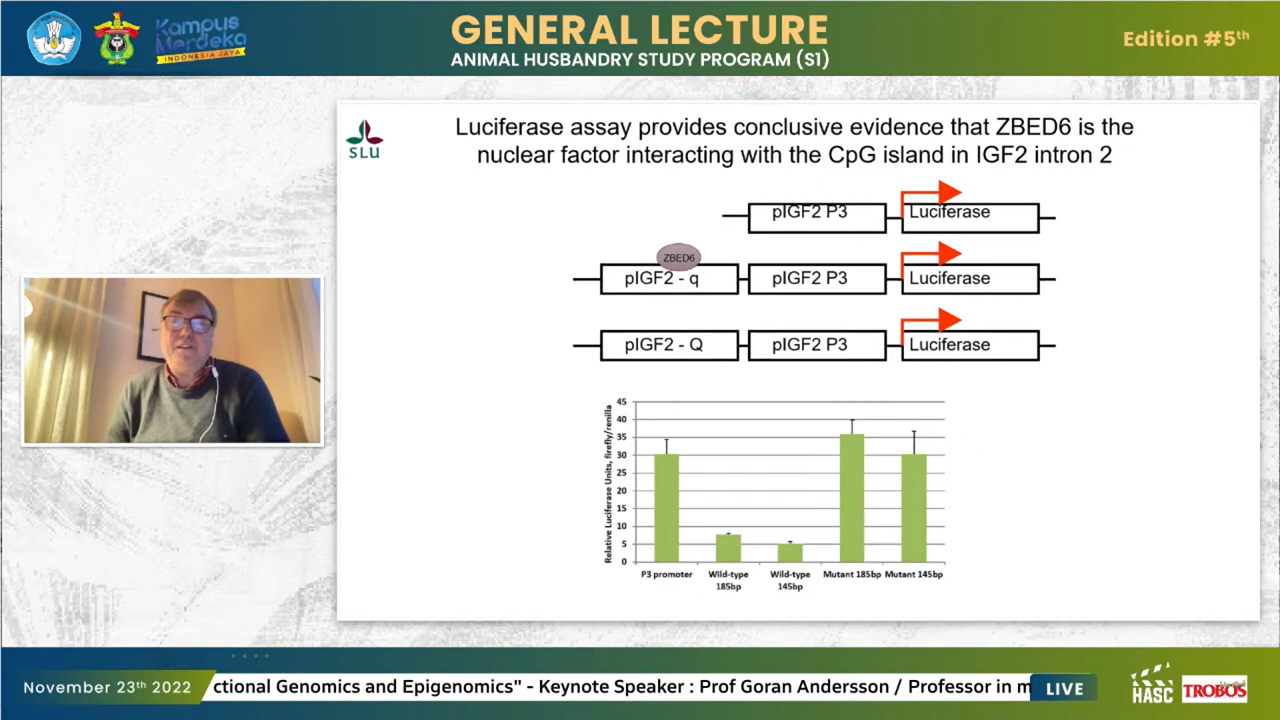 Kampus
Merdeka
INDONESIA JAYA
GENERAL LECTURE
ANIMAL HUSBANDRY STUDY PROGRAM (S1)
Edition #5th
SLU
Luciferase assay provides conclusive evidence that ZBED6 is the
nuclear factor interacting with the CpG island in IGF2 intron 2
pIGF2 P3 Luciferase
ZBED6
pIGF2 - q pIGF2 P3 Luciferase
pIGF2 - Q pIGF2 P3 Luciferase
Relative Luciferase Units, firefly/renilla
45
40
35
30
25
20
15
10
5
0
P3 promoter Wild-type Wild-type Mutant 185bp Mutant 145bp
185bp 145bp
November 23th 2022 ctional Genomics and Epigenomics" - Keynote Speaker : Prof Goran Andersson / Professor in m LIVE
HASC TROBOS